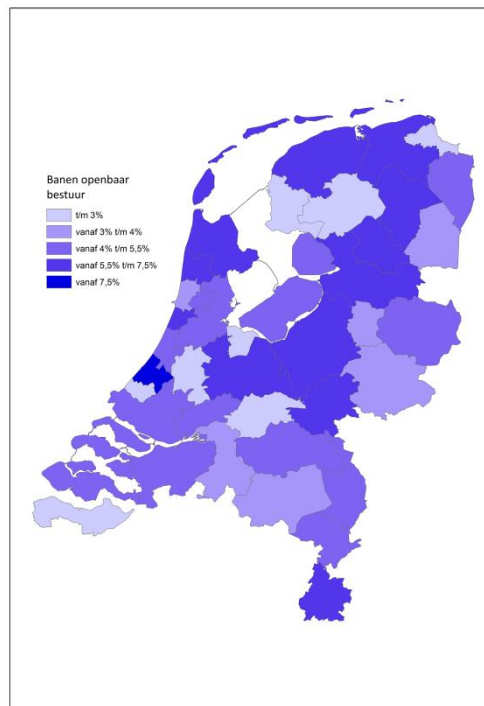 Banen openbaar
bestuur
t/m 3%
vanaf 3% t/m 4%
vanaf 4% t/m 5,5%
vanaf 5,5% t/m 7,5%
vanaf 7,5%